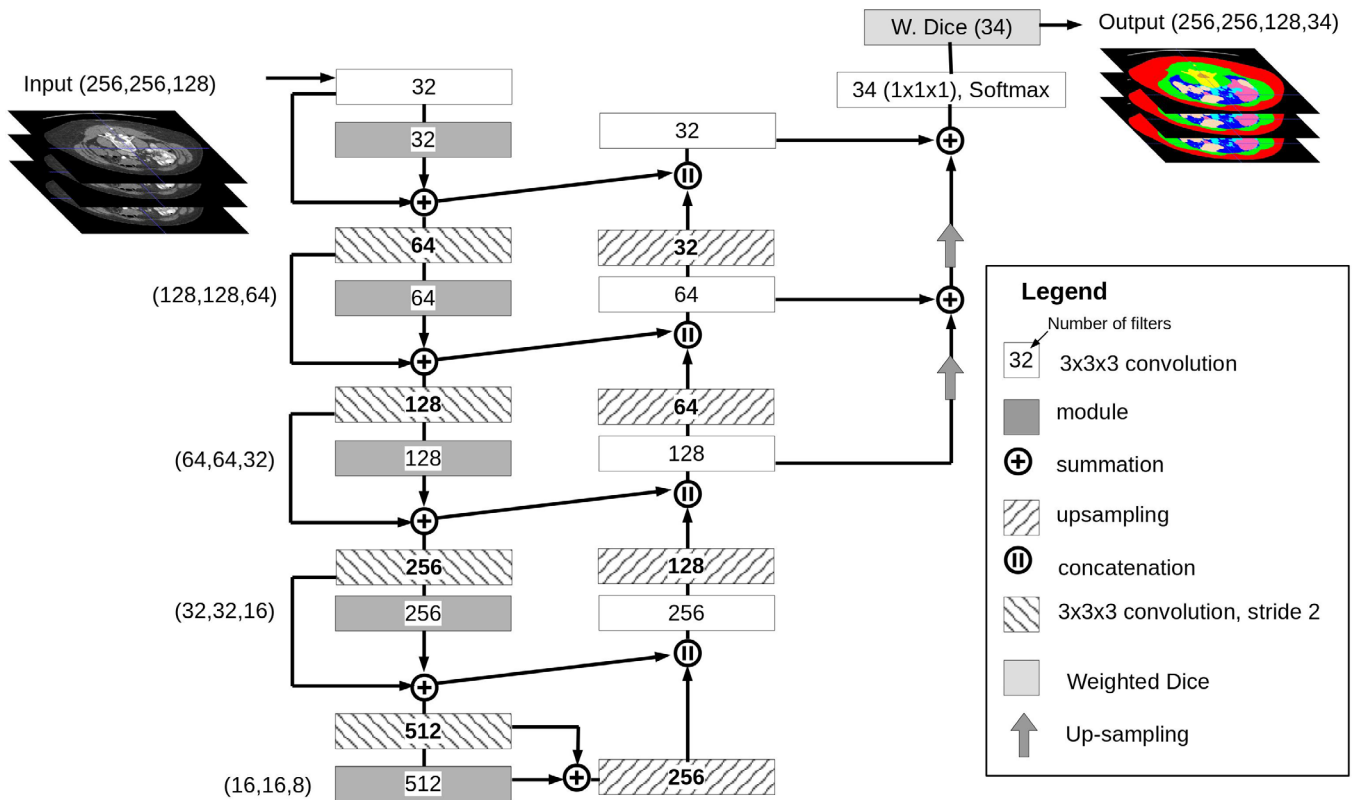 W. Dice (34)
Output (256,256,128,34)
Input (256,256,128)
32
34 (1x1x1), Softmax
32
32
64
32
(128,128,64)
64
64
128
64
(64,64,32)
128
128
256
128
(32,32,16)
256
256
512
256
(16,16,8)
512
Legend
Number of filters
32
3x3x3 convolution
module
summation
upsampling
concatenation
3x3x3 convolution, stride 2
Weighted Dice
Up-sampling